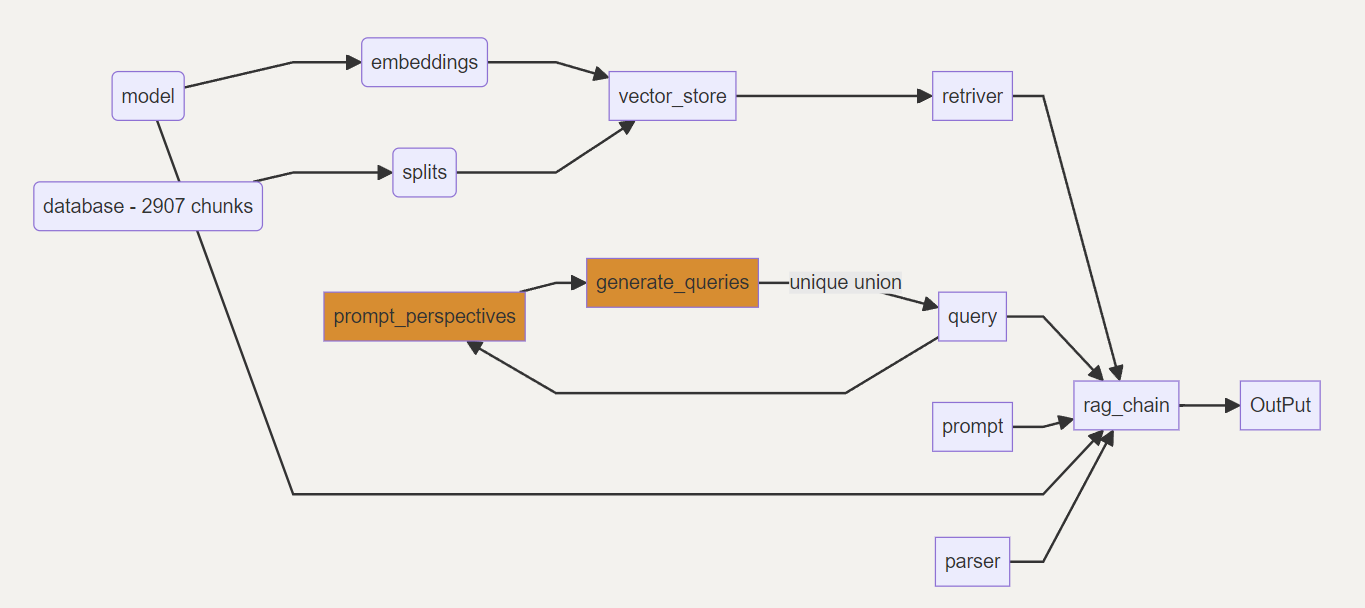 embeddings
model
vector_store
retriver
splits
database - 2907 chunks
generate_queries
unique union
prompt_perspectives
query
rag_chain
OutPut
prompt
parser